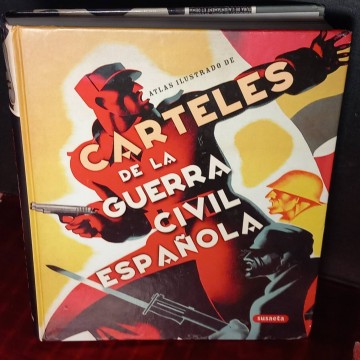 ATLAS ILUSTRADO DE
CARTELES
DE LA
GUERRA
CIVIL
ESPAÑOLA
susaeta